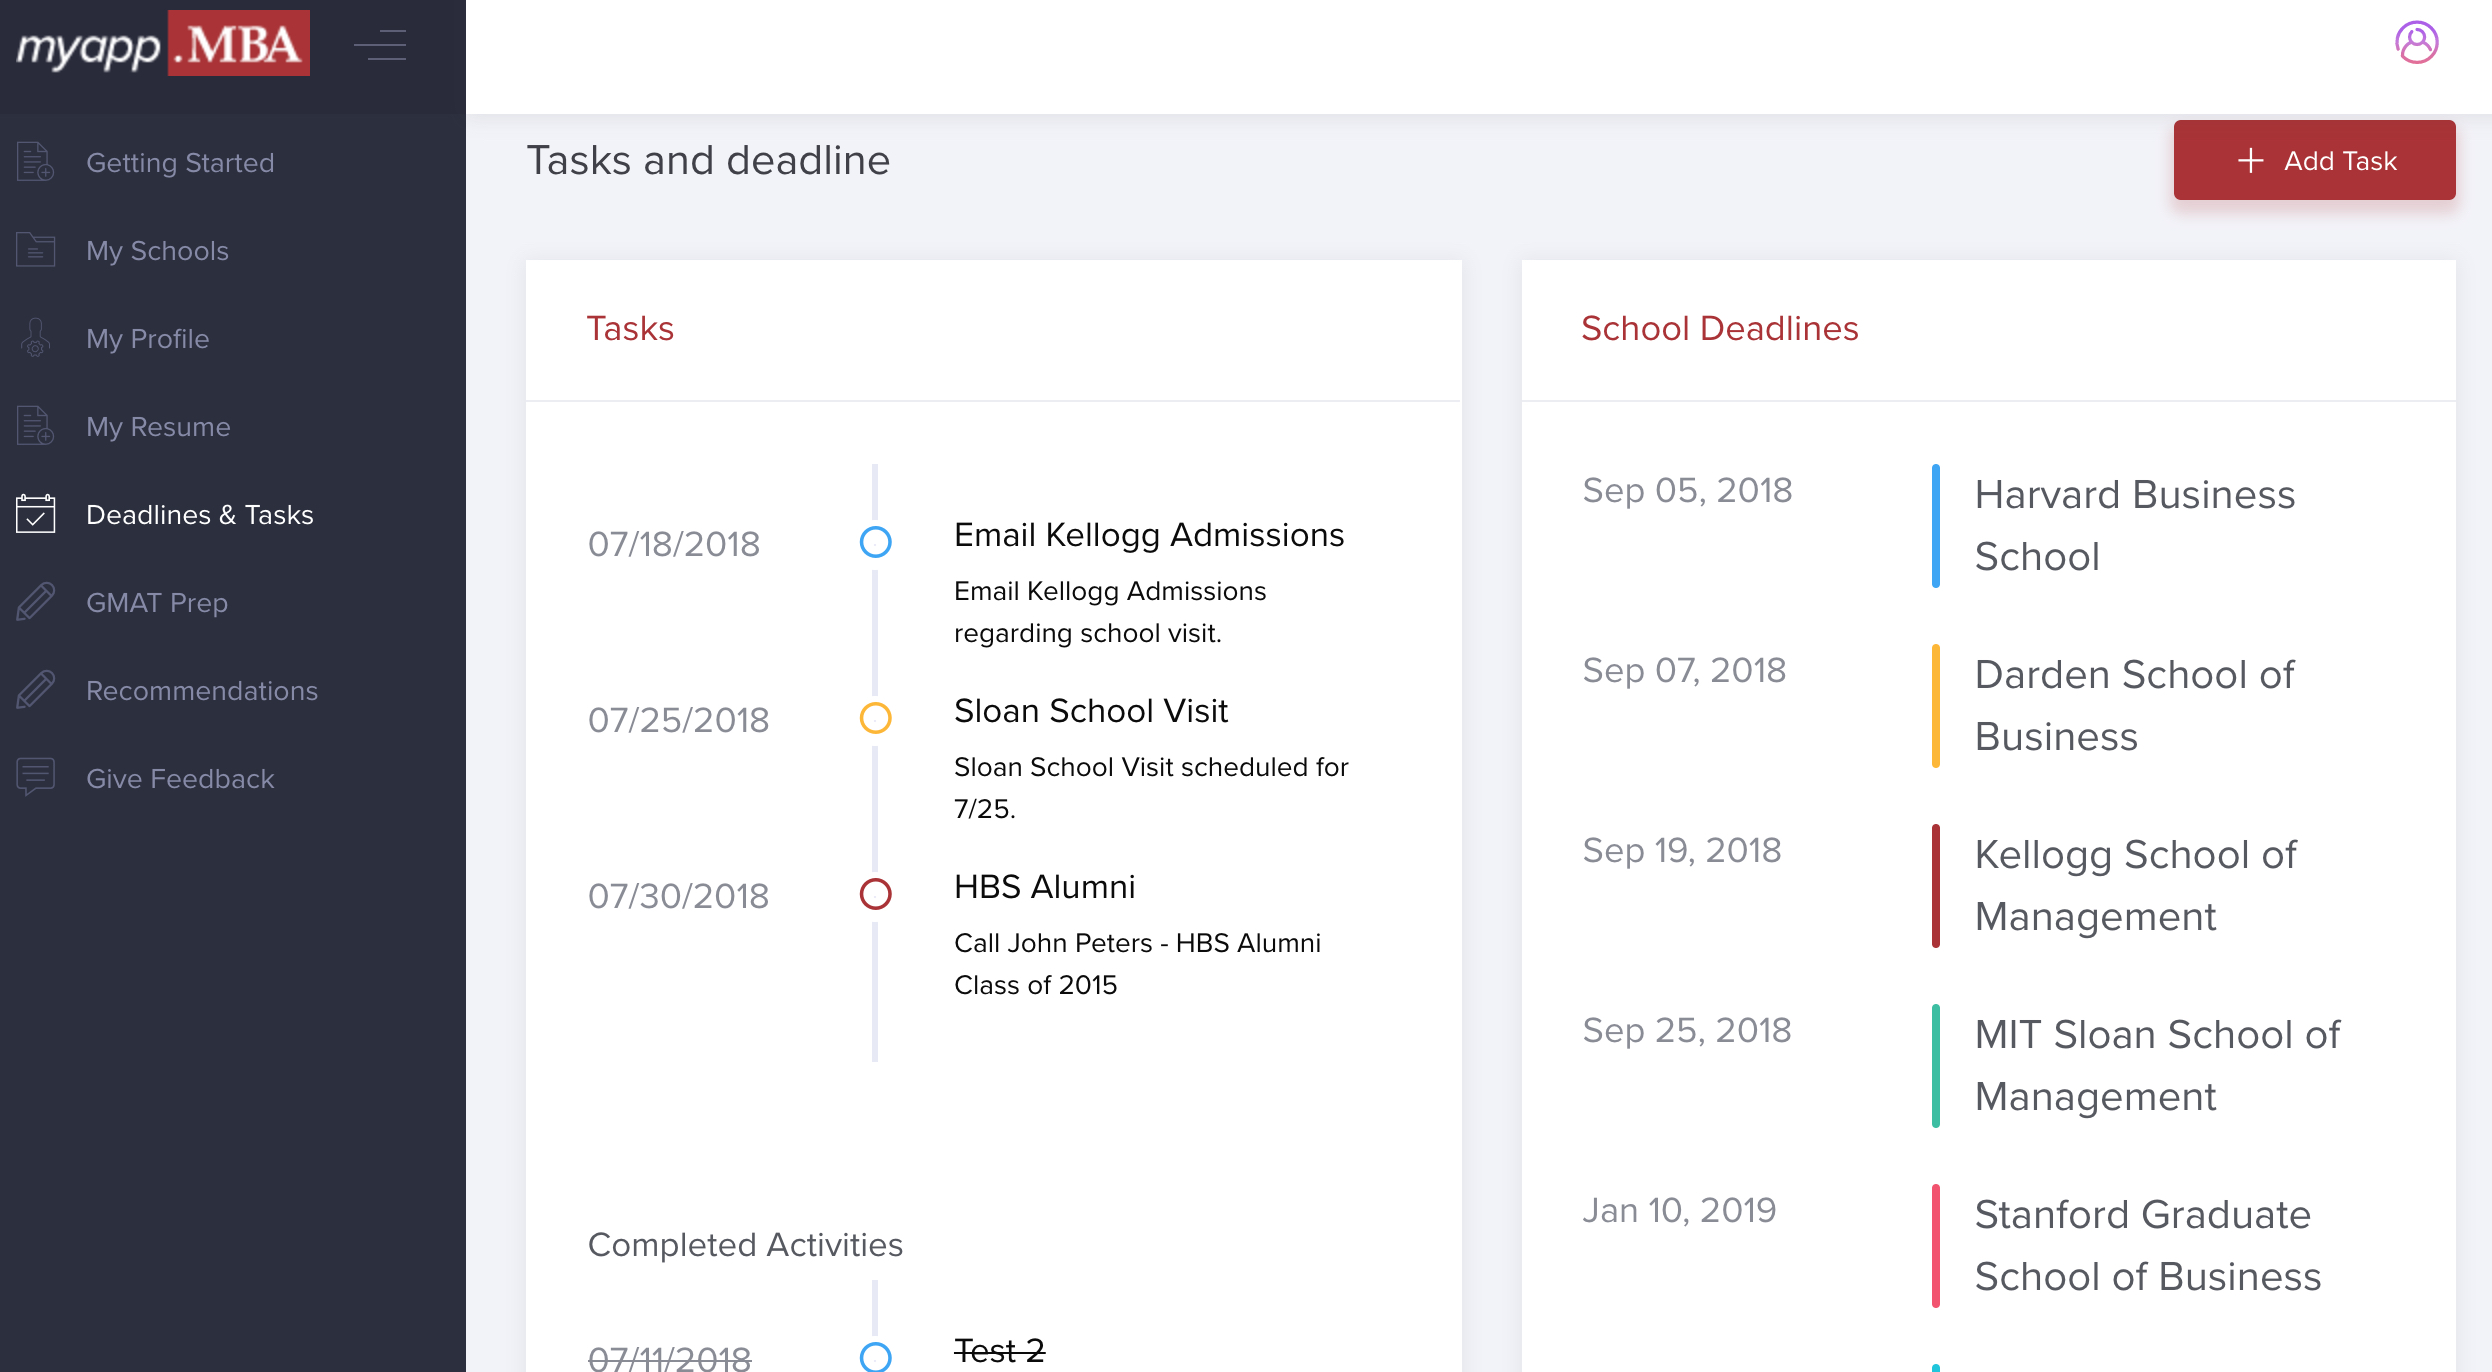 myapp .MBA
Getting Started
My Schools
My Profile
My Resume
Deadlines & Tasks
GMAT Prep
Recommendations
Give Feedback
Tasks and deadline
+ Add Task
Tasks
07/18/2018
Email Kellogg Admissions
Email Kellogg Admissions
regarding school visit.
07/25/2018
Sloan School Visit
Sloan School Visit scheduled for
7/25.
07/30/2018
HBS Alumni
Call John Peters - HBS Alumni
Class of 2015
Completed Activities
07/11/2018
Test 2
School Deadlines
Sep 05, 2018
Harvard Business
School
Sep 07, 2018
Darden School of
Business
Sep 19, 2018
Kellogg School of
Management
Sep 25, 2018
MIT Sloan School of
Management
Jan 10, 2019
Stanford Graduate
School of Business